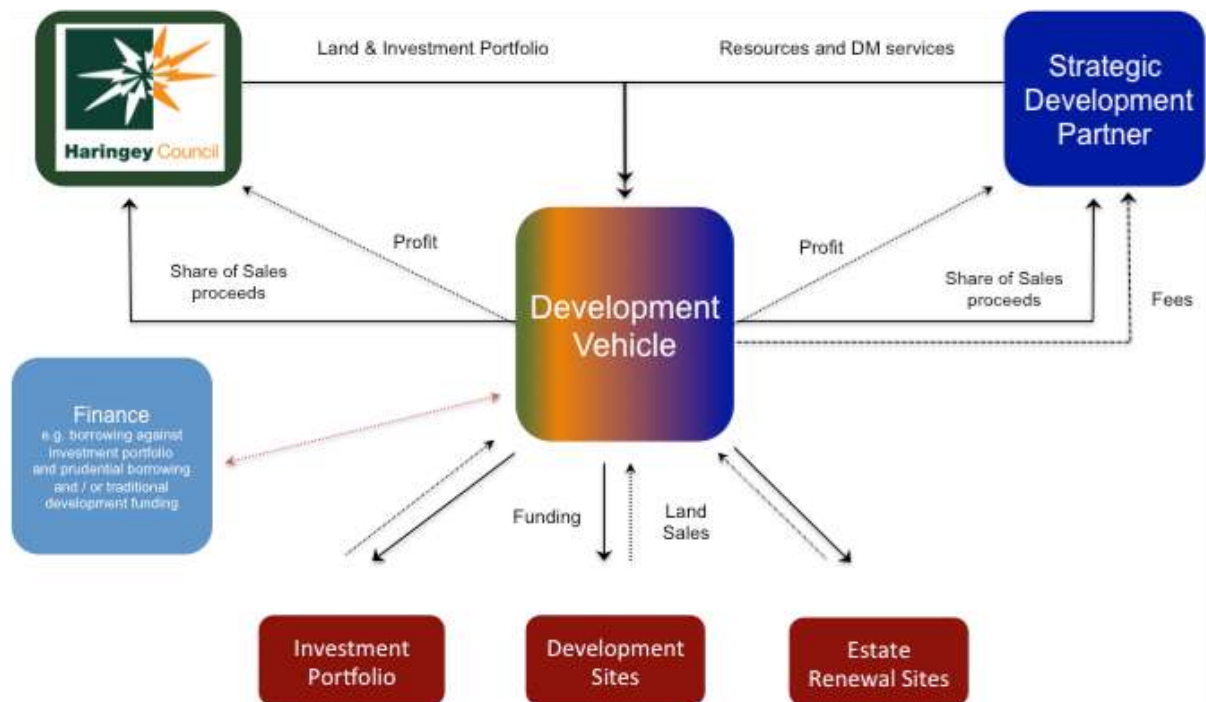 Land & Investment Portfolio
Resources and DM services
Haringey Council
Strategic
Development
Partner
Profit
Profit
Share of Sales
proceeds
Development
Vehicle
Share of Sales
proceeds
Fees
Finance
e.g. borrowing against
investment portfolio
and prudential borrowing
and / or traditional
development funding
Funding
Land
Sales
Investment
Portfolio
Development
Sites
Estate
Renewal Sites